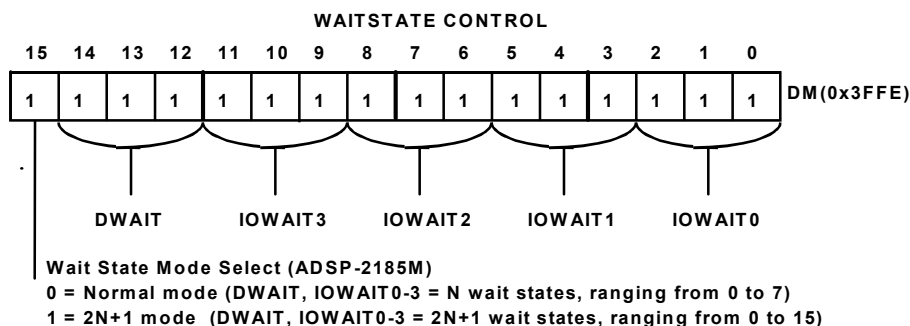 WAITSTATE CONTROL
15 14 13 12 11 10 9 8 7 6 5 4 3 2 1 0
1 1 1 1 1 1 1 1 1 1 1 1 1 1 1 1 DM(0x3FFE)
DWAIT IOWAIT3 IOWAIT2 IOWAIT1 IOWAIT0
Wait State Mode Select (ADSP-2185M)
0 = Normal mode (DWAIT, IOWAIT0-3 = N wait states, ranging from 0 to 7)
1 = 2N+1 mode (DWAIT, IOWAIT0-3 = 2N+1 wait states, ranging from 0 to 15)